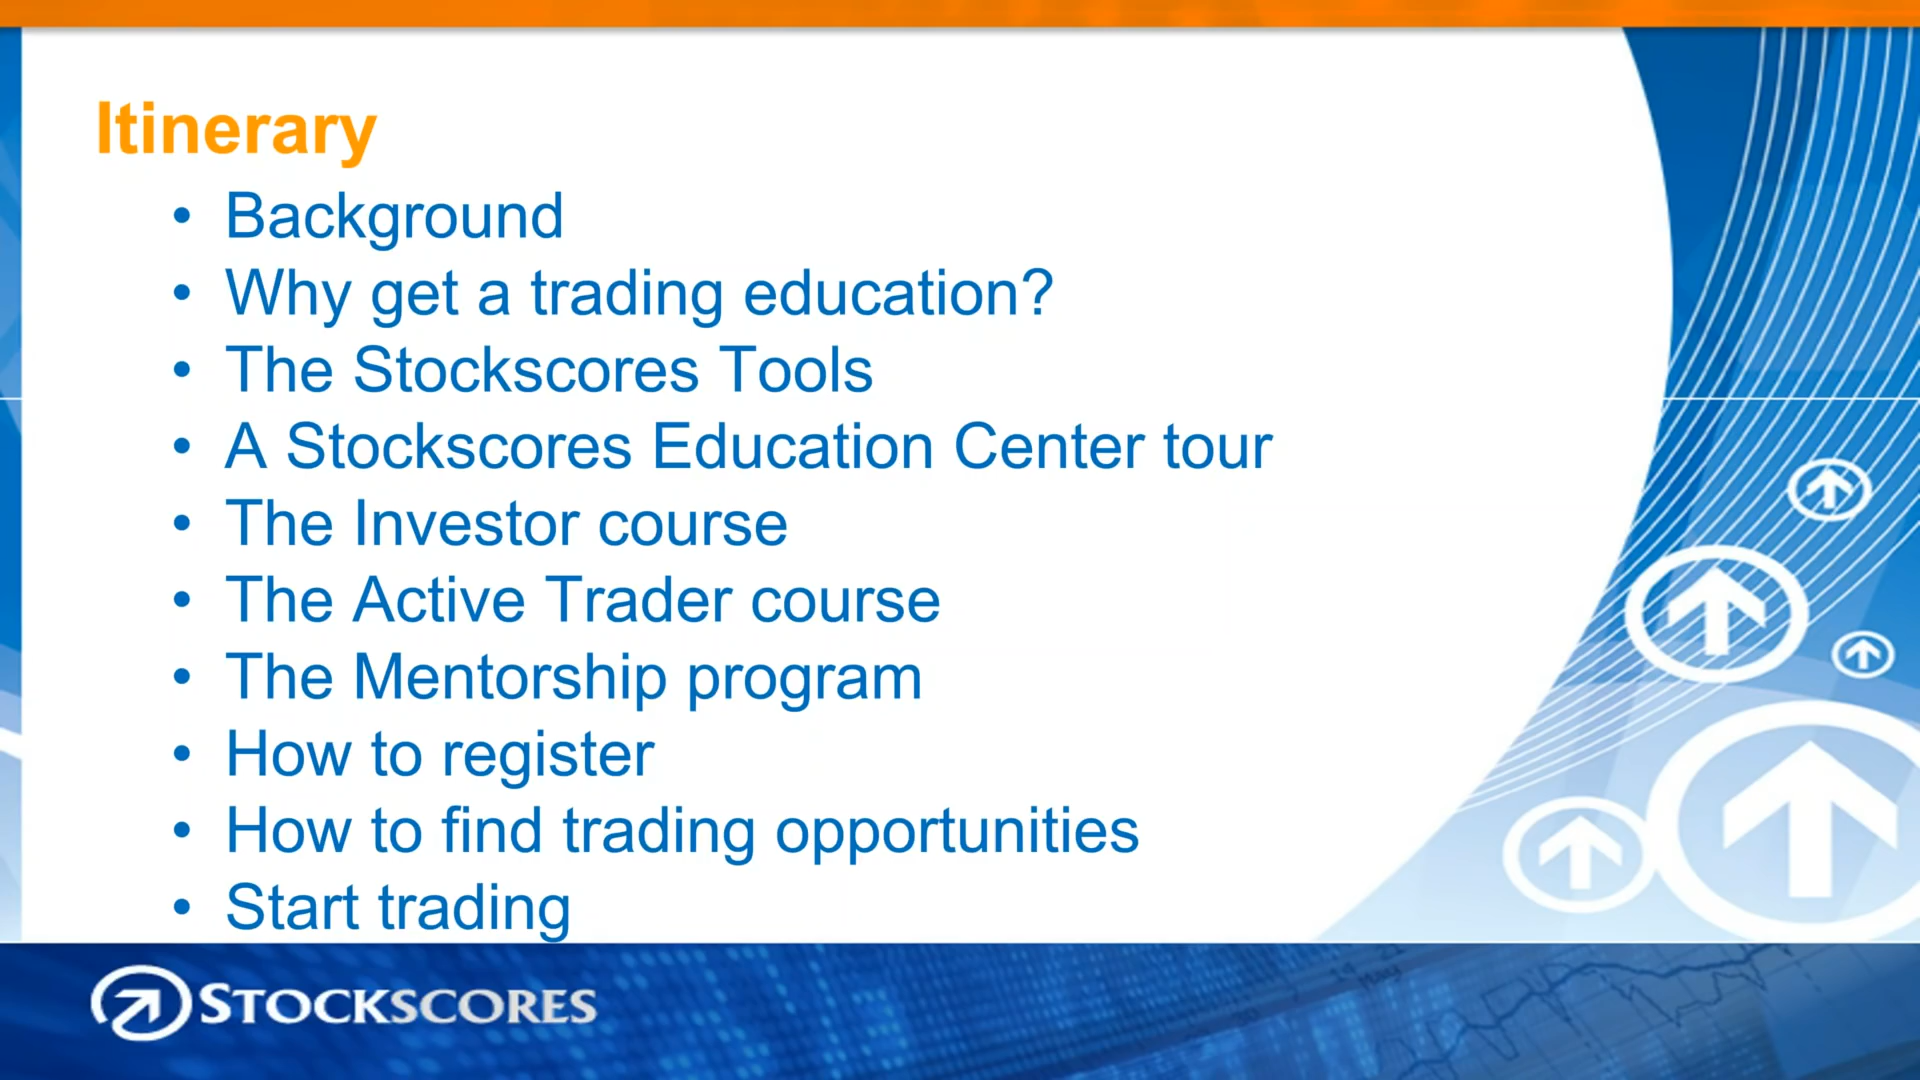 Itinerary
• Background
• Why get a trading education?
• The Stockscores Tools
• A Stockscores Education Center tour
• The Investor course
• The Active Trader course
• The Mentorship program
• How to register
• How to find trading opportunities
• Start trading
STOCKSCORES